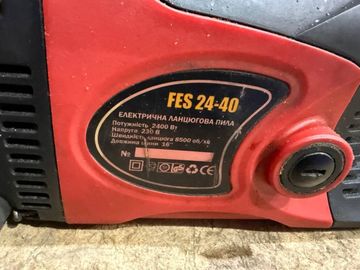 FES 24-40
ЕЛЕКТРИЧНА ЛАНЦЮГОВА ПИЛА
Потужність 2400 Вт
Напруга 230 В
Швидкість ланцюга 8500 об/хв
Довжина шини 16"
№